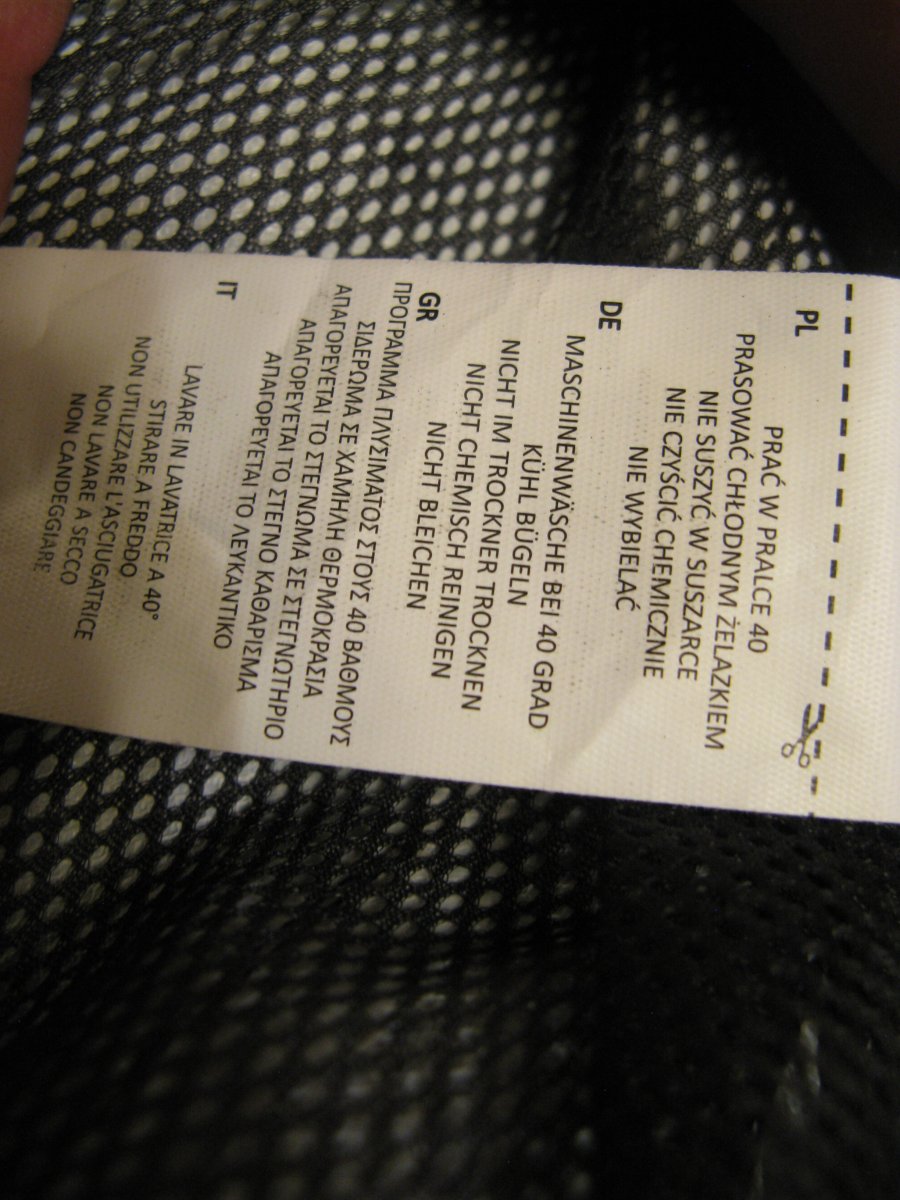 PL
PRAĆ W PRALCE 40
PRASOWAĆ CHŁODNYM ŻELAZKIEM
NIE SUSZYĆ W SUSZARCE
NIE CZYŚCIĆ CHEMICZNIE
NIE WYBIELAĆ
DE
MASCHINENWÄSCHE BEI 40 GRAD
KÜHL BÜGELN
NICHT IM TROCKNER TROCKNEN
NICHT CHEMISCH REINIGEN
NICHT BLEICHEN
GR
ΠΡΟΓΡΑΜΜΑ ΠΛΥΣΙΜΑΤΟΣ ΣΤΟΥΣ 40 ΒΑΘΜΟΥΣ
ΣΙΔΕΡΩΜΑ ΣΕ ΧΑΜΗΛΗ ΘΕΡΜΟΚΡΑΣΙΑ
ΑΠΑΓΟΡΕΥΕΤΑΙ ΤΟ ΣΤΕΓΝΩΜΑ ΣΕ ΣΤΕΓΝΩΤΗΡΙΟ
ΑΠΑΓΟΡΕΥΕΤΑΙ ΤΟ ΣΤΕΓΝΟ ΚΑΘΑΡΙΣΜΑ
ΑΠΑΓΟΡΕΥΕΤΑΙ ΤΟ ΛΕΥΚΑΝΤΙΚΟ
IT
LAVARE IN LAVATRICE A 40°
STIRARE A FREDDO
NON UTILIZZARE L'ASCIUGATRICE
NON LAVARE A SECCO
NON CANDEGGIARE